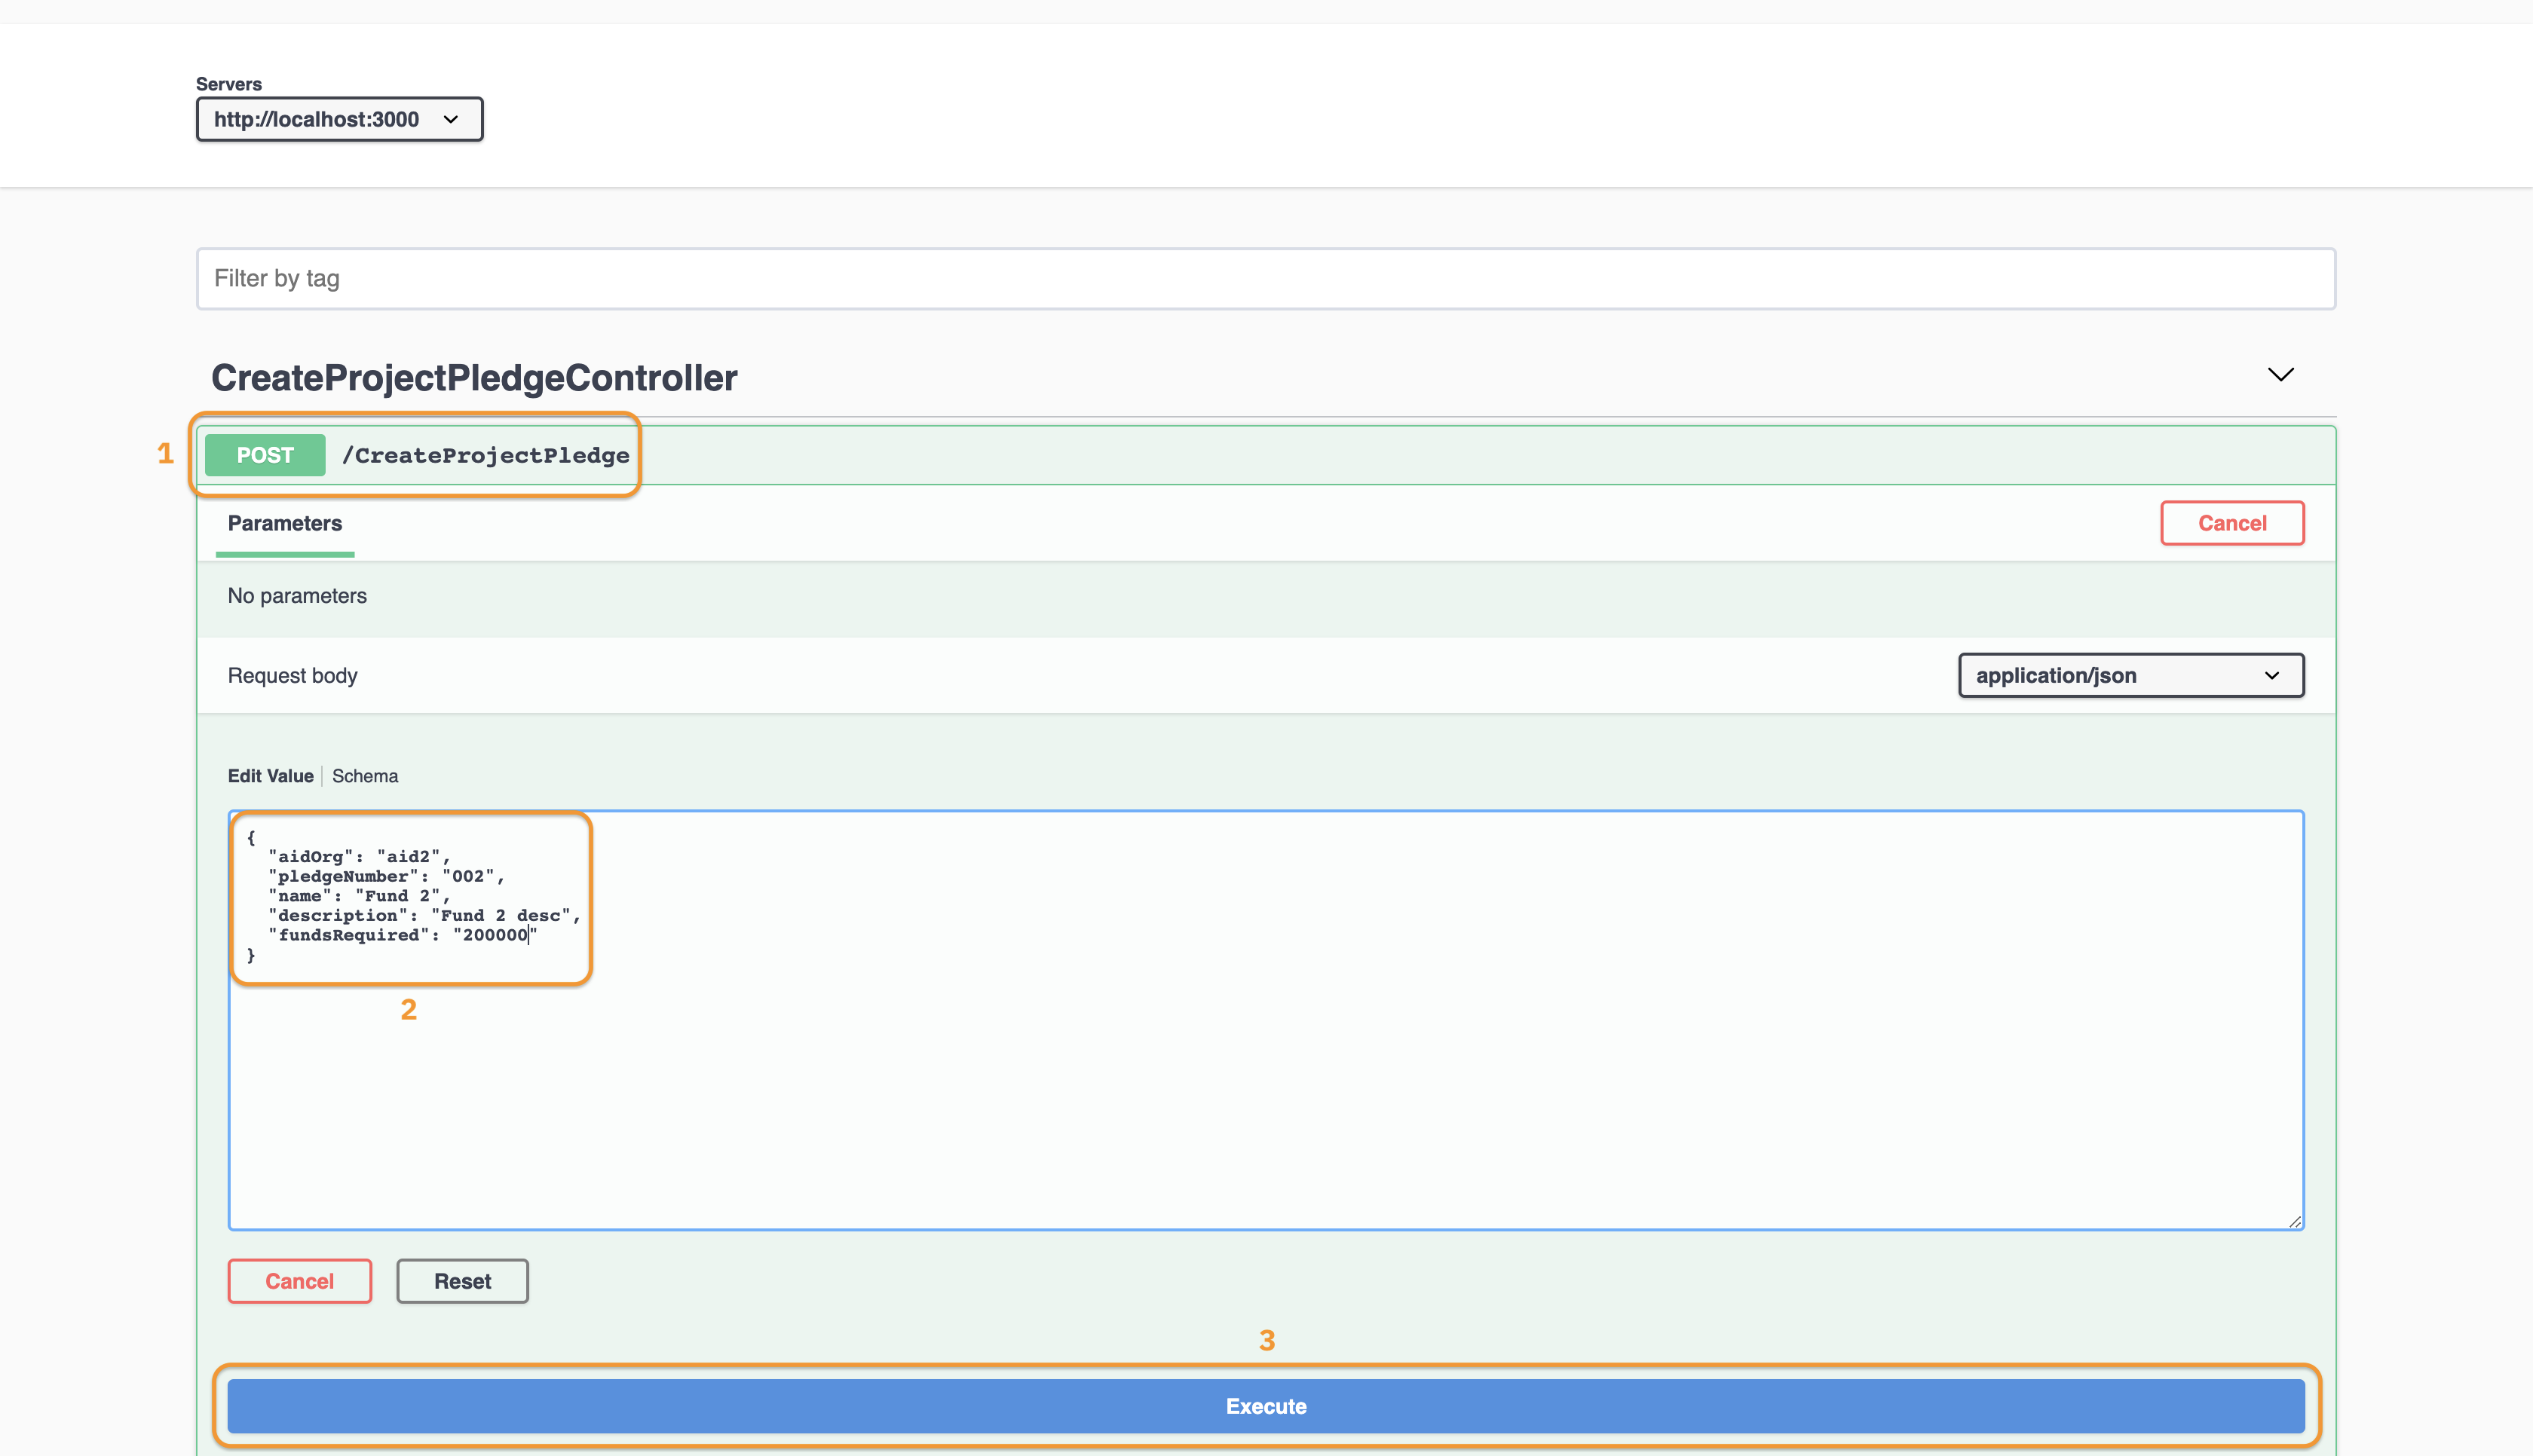 Servers
http://localhost:3000
Filter by tag
CreateProjectPledgeController
1
POST /CreateProjectPledge
Parameters
Cancel
No parameters
Request body
application/json
Edit Value | Schema
{
  "aidOrg": "aid2",
  "pledgeNumber": "002",
  "name": "Fund 2",
  "description": "Fund 2 desc",
  "fundsRequired": "200000"
}
2
Cancel
Reset
3
Execute